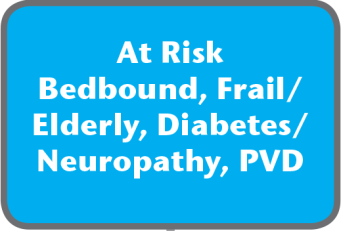 At Risk
Bedbound, Frail/
Elderly, Diabetes/
Neuropathy, PVD